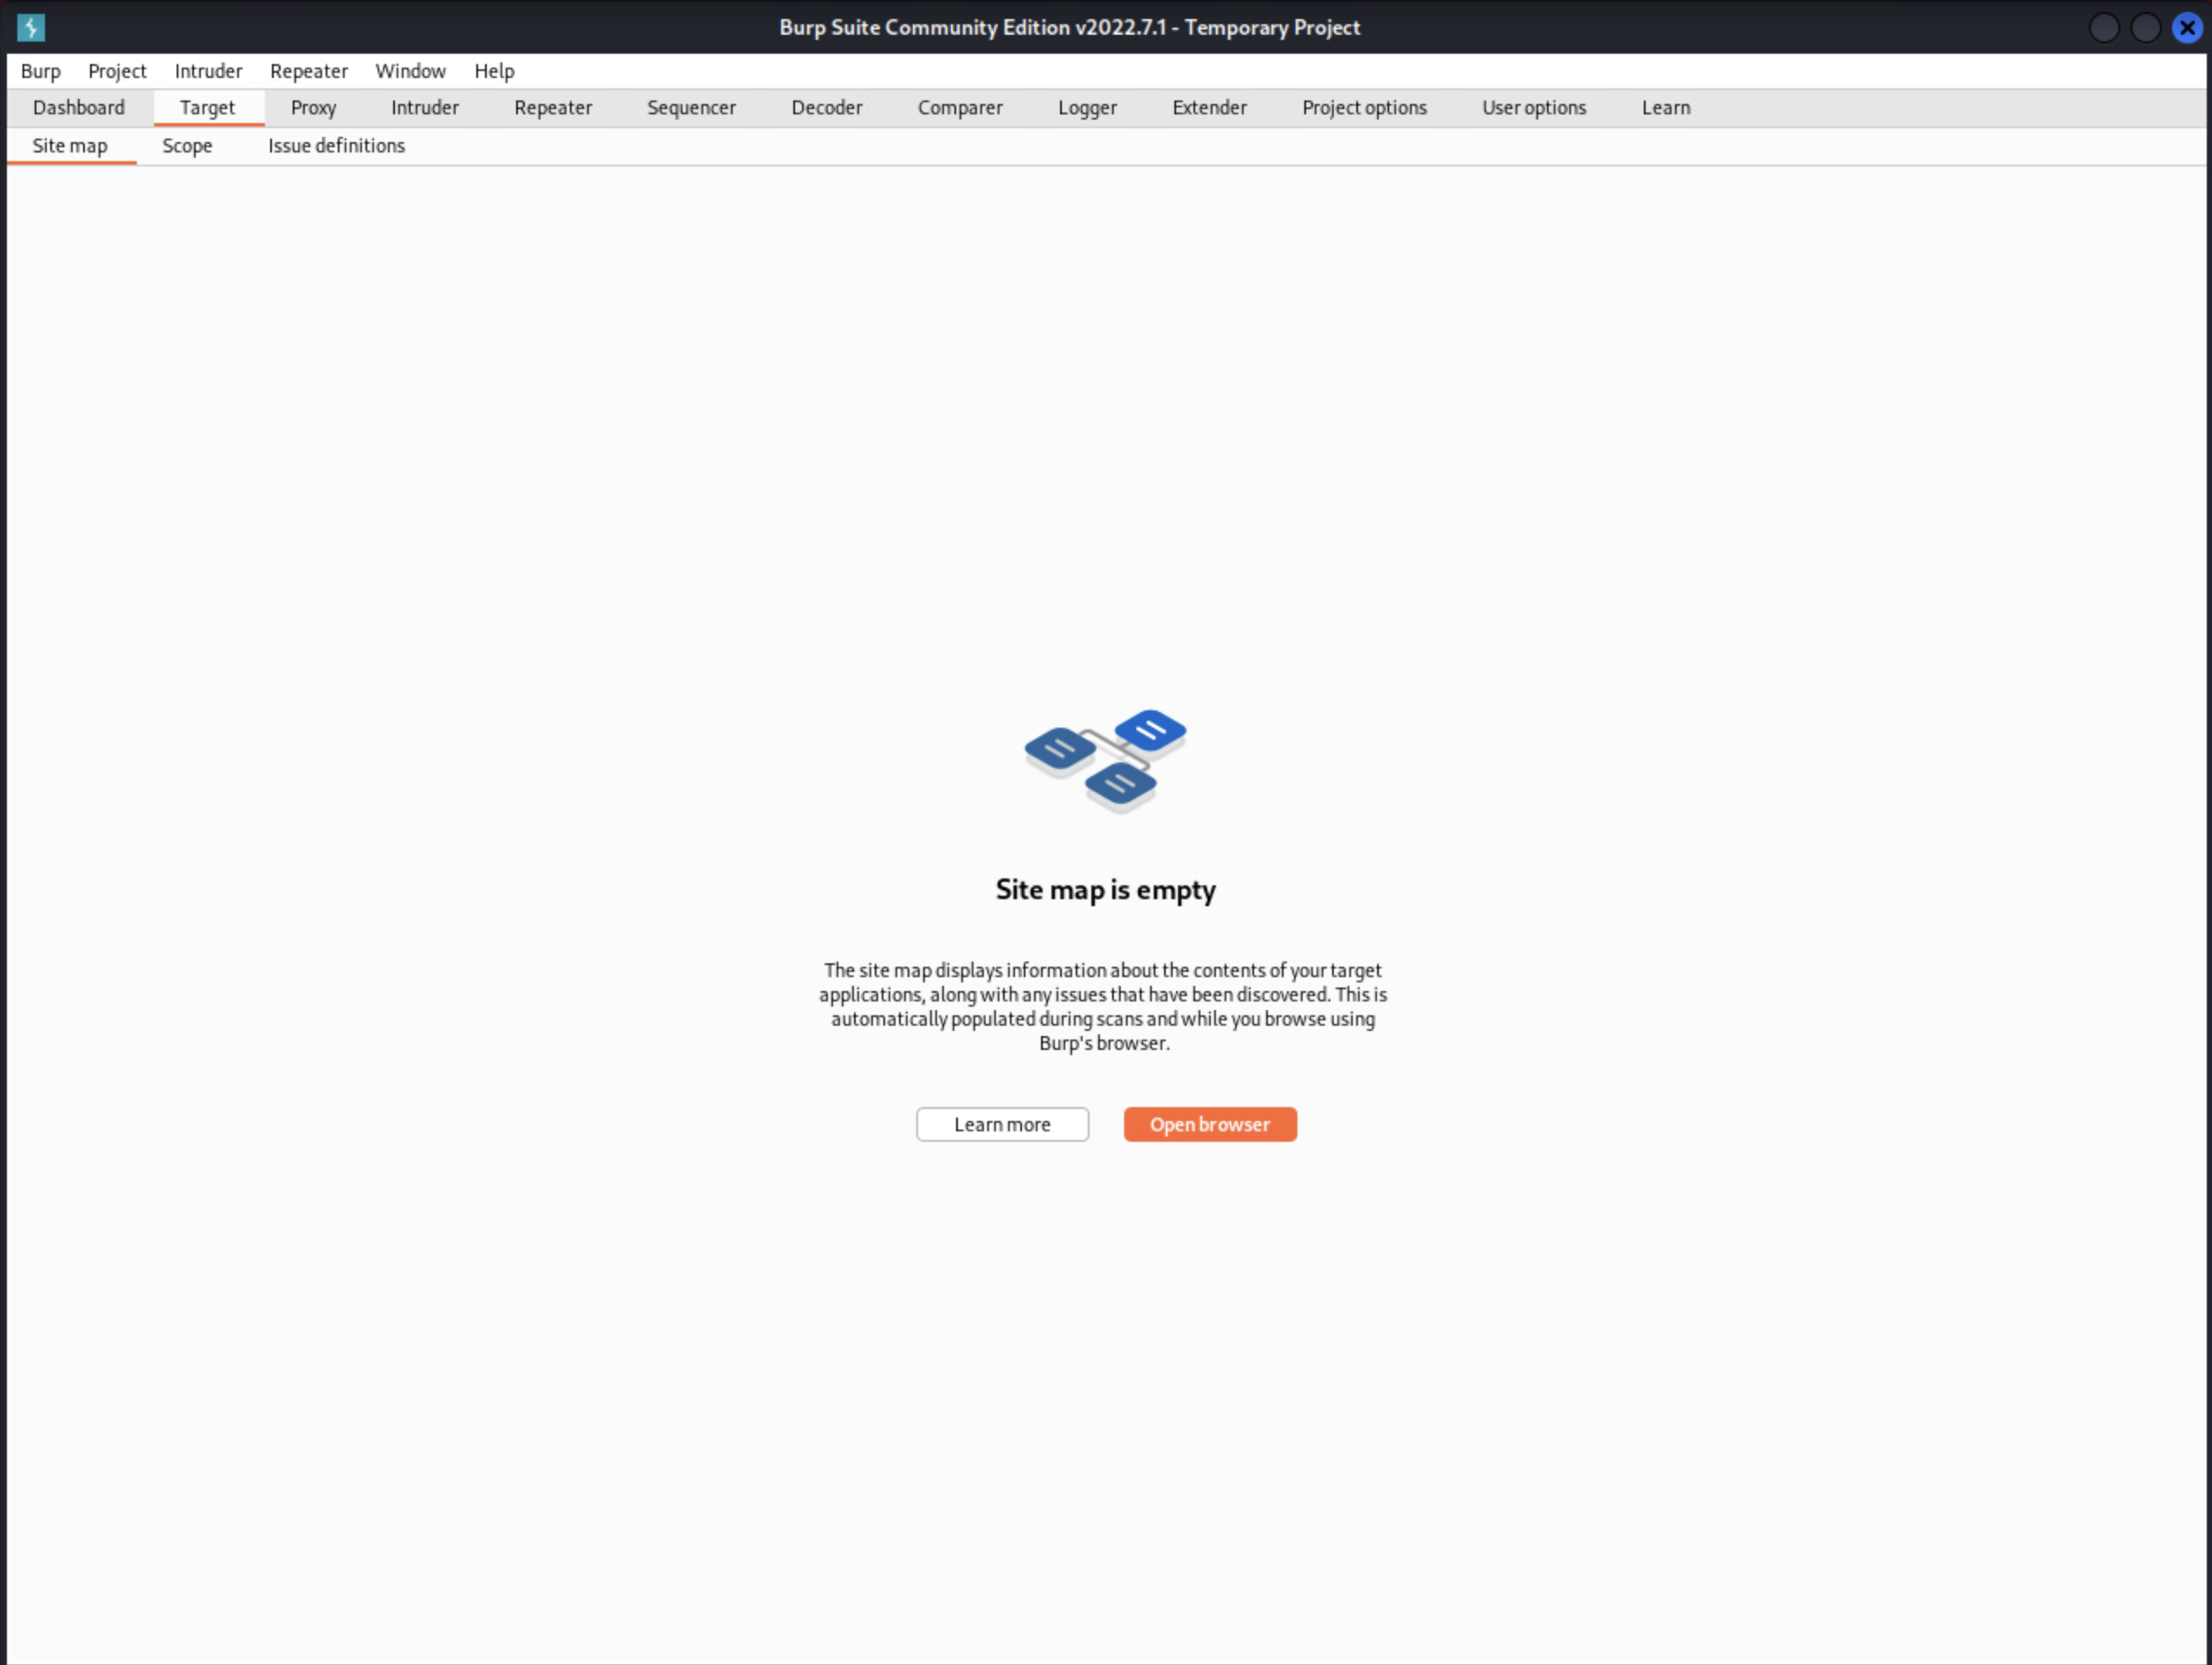 Burp Suite Community Edition v2022.7.1 - Temporary Project
Burp Project Intruder Repeater Window Help
Dashboard Target Proxy Intruder Repeater Sequencer Decoder Comparer Logger Extender Project options User options Learn
Site map Scope Issue definitions
Site map is empty
The site map displays information about the contents of your target
applications, along with any issues that have been discovered. This is
automatically populated during scans and while you browse using
Burp's browser.
Learn more Open browser